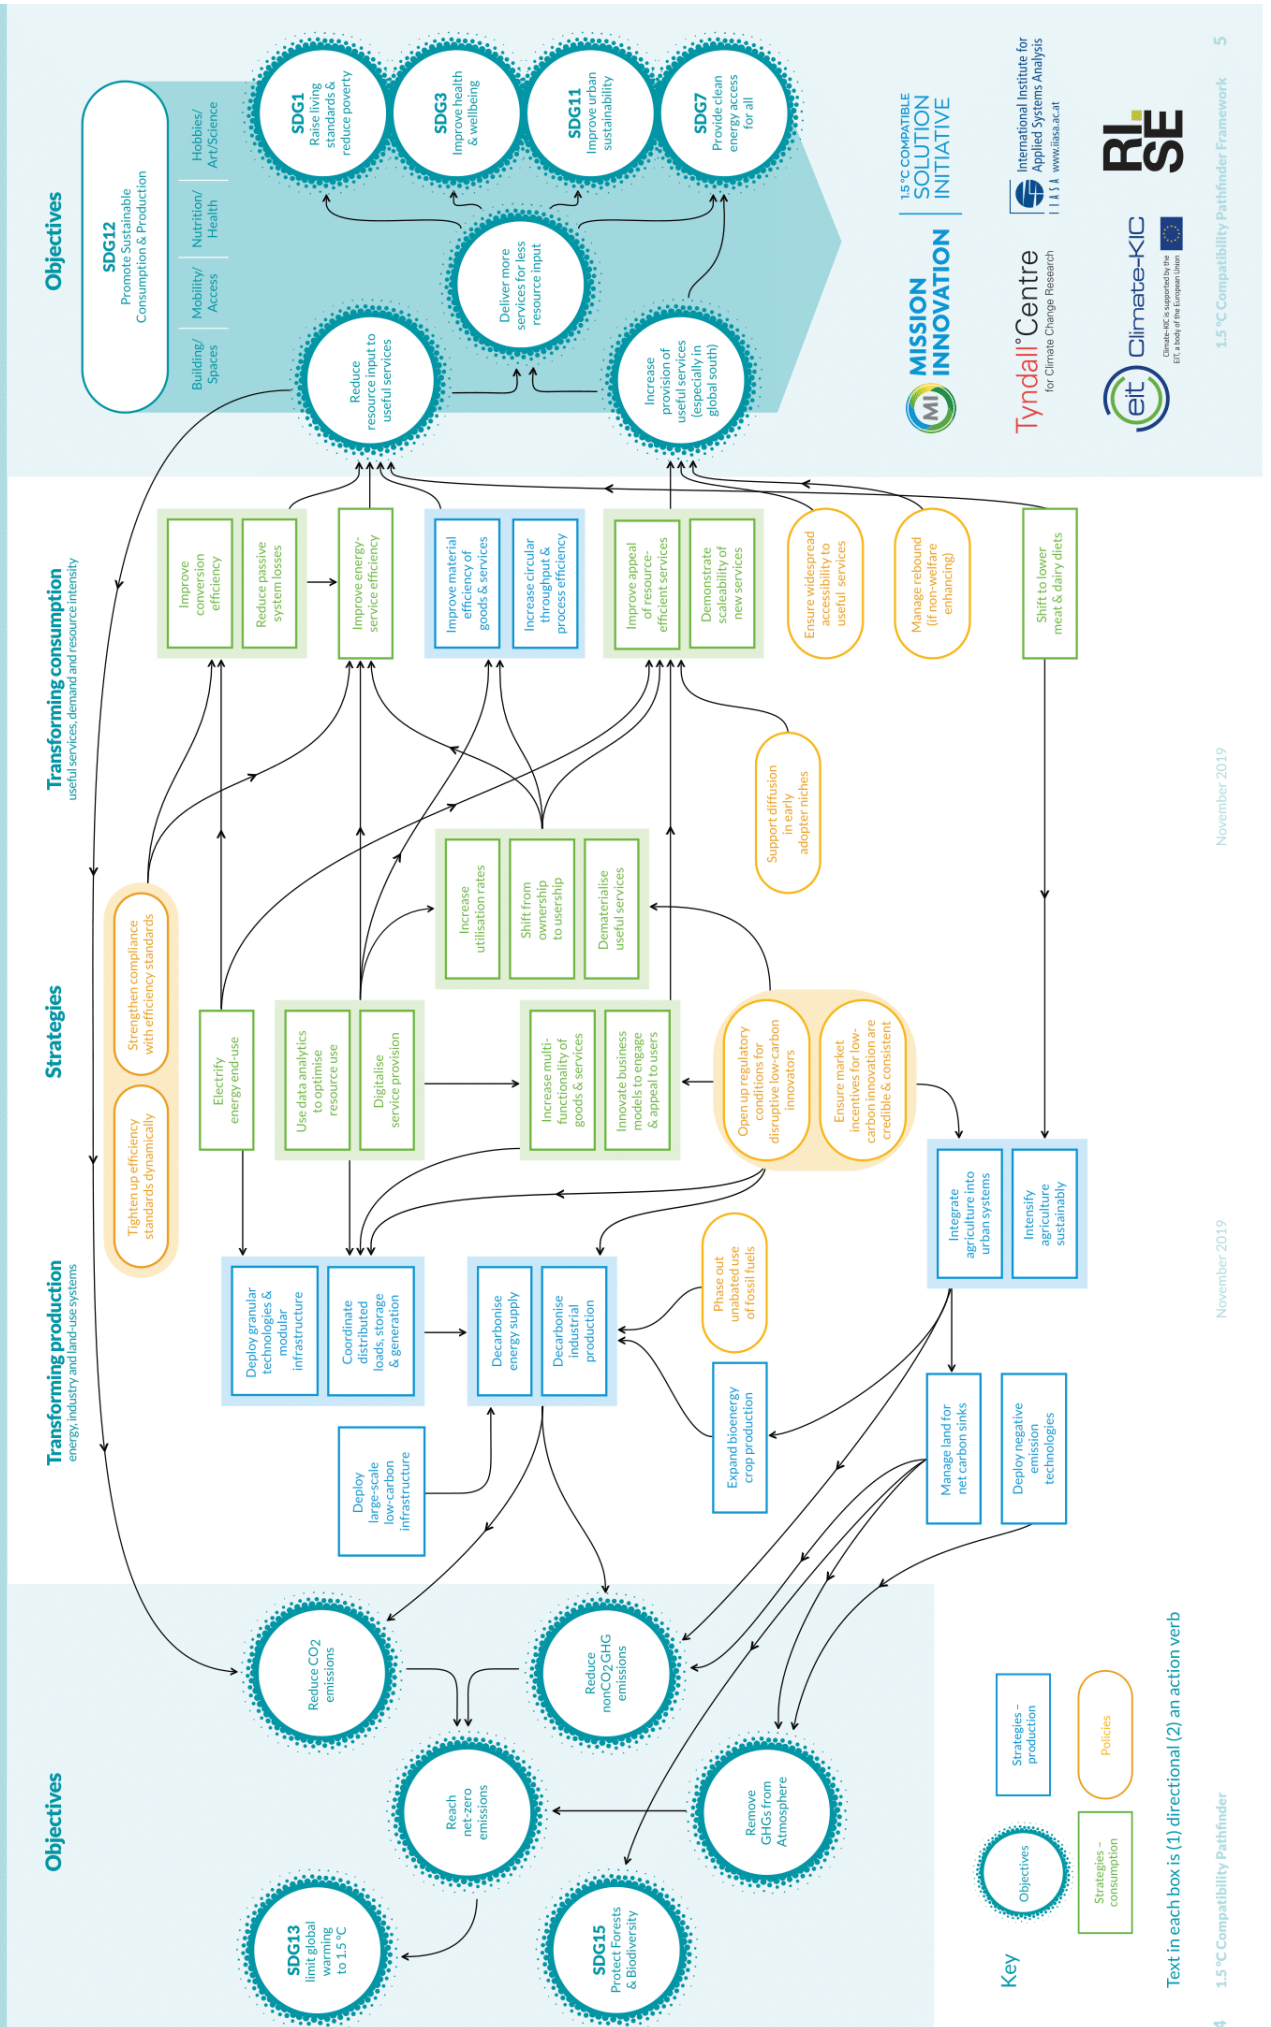 Objectives
Transforming production
energy, industry and land-use systems
Strategies
Transforming consumption
useful services, demand and resource intensity
Objectives
SDG13
limit global
warming
to 1.5 °C
SDG15
Protect Forests
& Biodiversity
Reach
net-zero
emissions
Remove
GHGs from
Atmosphere
Reduce CO2
emissions
Reduce
nonCO2GHG
emissions
Deploy
large-scale
low-carbon
infrastructure
Expand bioenergy
crop production
Manage land for
net carbon sinks
Deploy negative
emission
technologies
Deploy granular
technologies &
modular
infrastructure
Coordinate
distributed
loads, storage
& generation
Decarbonise
energy supply
Decarbonise
industrial
production
Phase out
unabated use
of fossil fuels
Integrate
agriculture into
urban systems
Intensify
agriculture
sustainably
Tighten up efficiency
standards dynamically
Strengthen compliance
with efficiency standards
Electrify
energy end-use
Use data analytics
to optimise
resource use
Digitalise
service provision
Increase multi-
functionality of
goods & services
Innovate business
models to engage
& appeal to users
Open up regulatory
conditions for
disruptive low-carbon
innovators
Ensure market
incentives for low-
carbon innovation are
credible & consistent
Increase
utilisation rates
Shift from
ownership
to usership
Dematerialise
useful services
Support diffusion
in early
adopter niches
Improve
conversion
efficiency
Reduce passive
system losses
Improve energy-
service efficiency
Improve material
efficiency of
goods & services
Increase circular
throughput &
process efficiency
Improve appeal
of resource-
efficient services
Demonstrate
scaleability of
new services
Ensure widespread
accessibility to
useful services
Manage rebound
(if non-welfare
enhancing)
Shift to lower
meat & dairy diets
SDG12
Promote Sustainable
Consumption & Production
Building/
Spaces
Mobility/
Access
Nutrition/
Health
Hobbies/
Art/Science
Reduce
resource input to
useful services
Increase
provision of
useful services
(especially in
global south)
Deliver more
services for less
resource input
SDG1
Raise living
standards &
reduce poverty
SDG3
Improve health
& wellbeing
SDG11
Improve urban
sustainability
SDG7
Provide clean
energy access
for all
MI
MISSION
INNOVATION
1.5 °C COMPATIBLE
SOLUTION
INITIATIVE
Tyndall°Centre
for Climate Change Research
IIASA
International Institute for
Applied Systems Analysis
www.iiasa.ac.at
eit
Climate-KIC
Climate-KIC is supported by the
EIT, a body of the European Union
RI.
SE
Key
Objectives
Strategies –
production
Strategies –
consumption
Policies
Text in each box is (1) directional (2) an action verb
4
1.5 °C Compatibility Pathfinder
November 2019
November 2019
1.5 °C Compatibility Pathfinder Framework
5